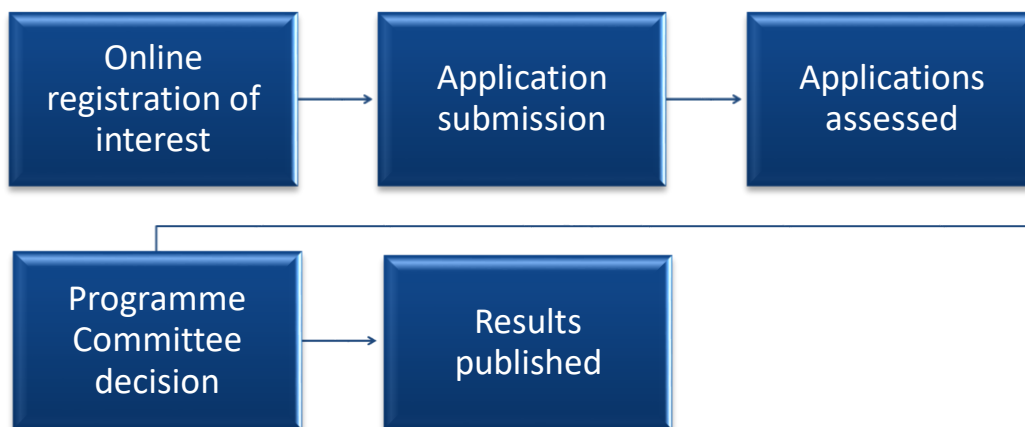 Online
registration of
interest
Application
submission
Applications
assessed
Programme
Committee
decision
Results
published